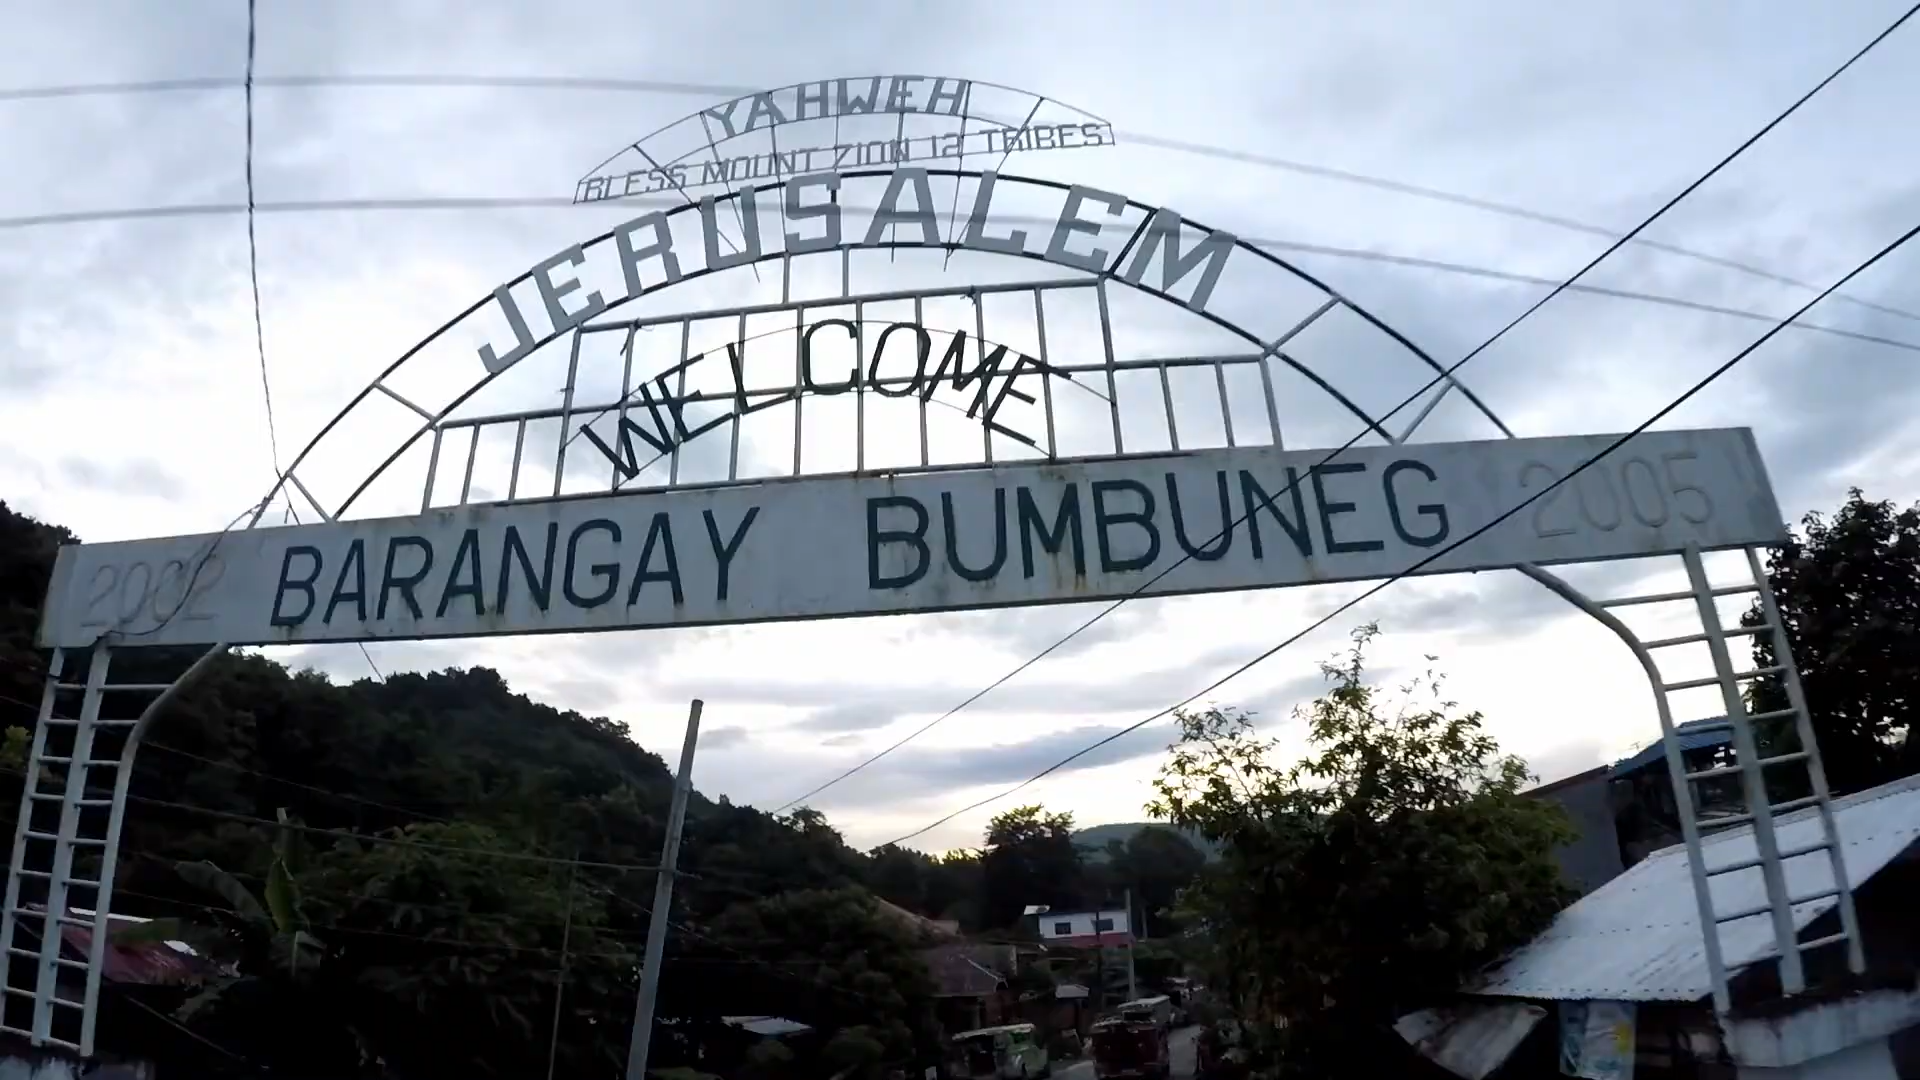 YAHWEH
BLESS MOUNT ZION 12 TRIBES
JERUSALEM
WELCOME
2002 BARANGAY BUMBUNEG 2005